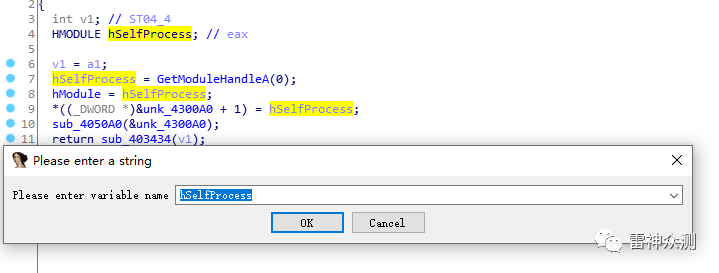 2 {
3 int v1; // ST04_4
4 HMODULE hSelfProcess; // eax
6 v1 = a1;
7 hSelfProcess = GetModuleHandleA(0);
8 hModule = hSelfProcess;
9 *((_DWORD *)&unk_4300A0 + 1) = hSelfProcess;
10 sub_4050A0(&unk_4300A0);
11 return sub_403434(v1);
Please enter a string
Please enter variable name hSelfProcess
OK Cancel
雷神众测